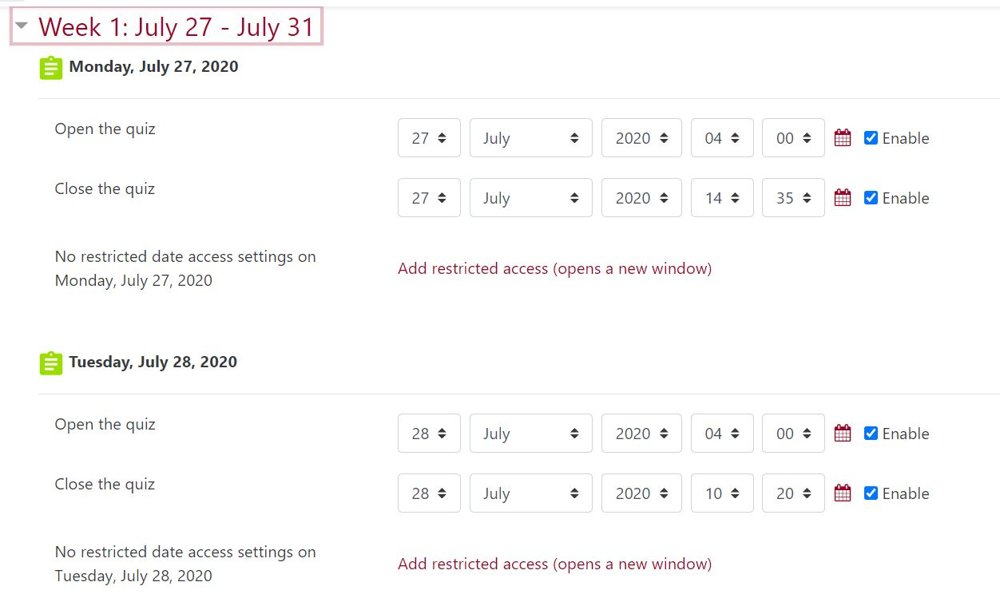 Week 1: July 27 - July 31
Monday, July 27, 2020
Open the quiz 27 July 2020 04 00 Enable
Close the quiz 27 July 2020 14 35 Enable
No restricted date access settings on
Monday, July 27, 2020
Add restricted access (opens a new window)
Tuesday, July 28, 2020
Open the quiz 28 July 2020 04 00 Enable
Close the quiz 28 July 2020 10 20 Enable
No restricted date access settings on
Tuesday, July 28, 2020
Add restricted access (opens a new window)